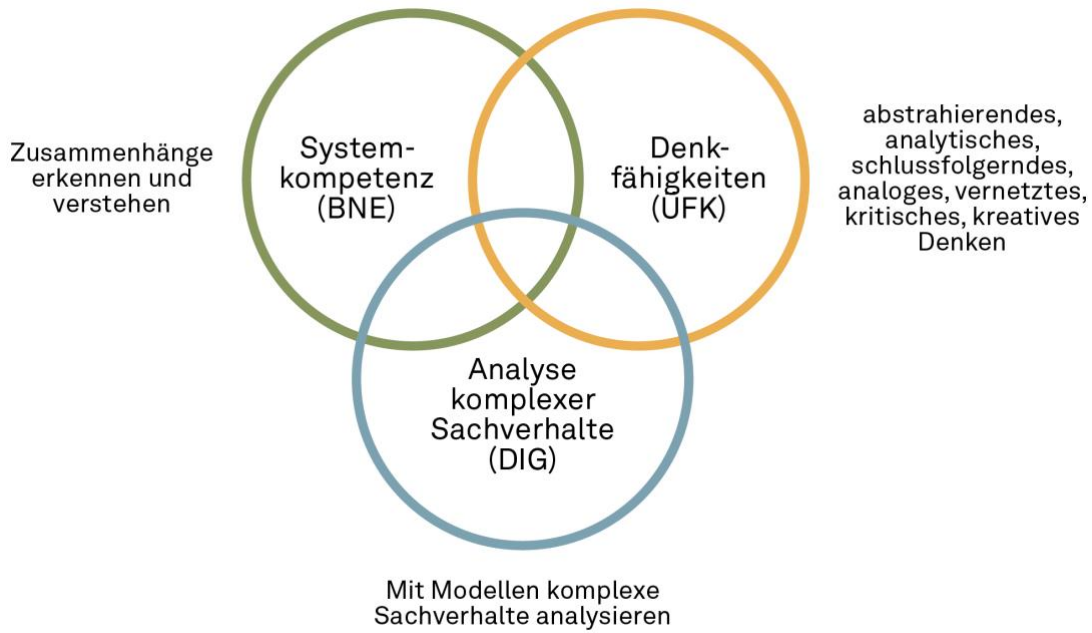 Zusammenhänge
erkennen und
verstehen
System-
kompetenz
(BNE)
Denk-
fähigkeiten
(ÜFK)
abstrahierendes,
analytisches,
schlussfolgerndes,
analoges, vernetztes,
kritisches, kreatives
Denken
Analyse
komplexer
Sachverhalte
(DIG)
Mit Modellen komplexe
Sachverhalte analysieren